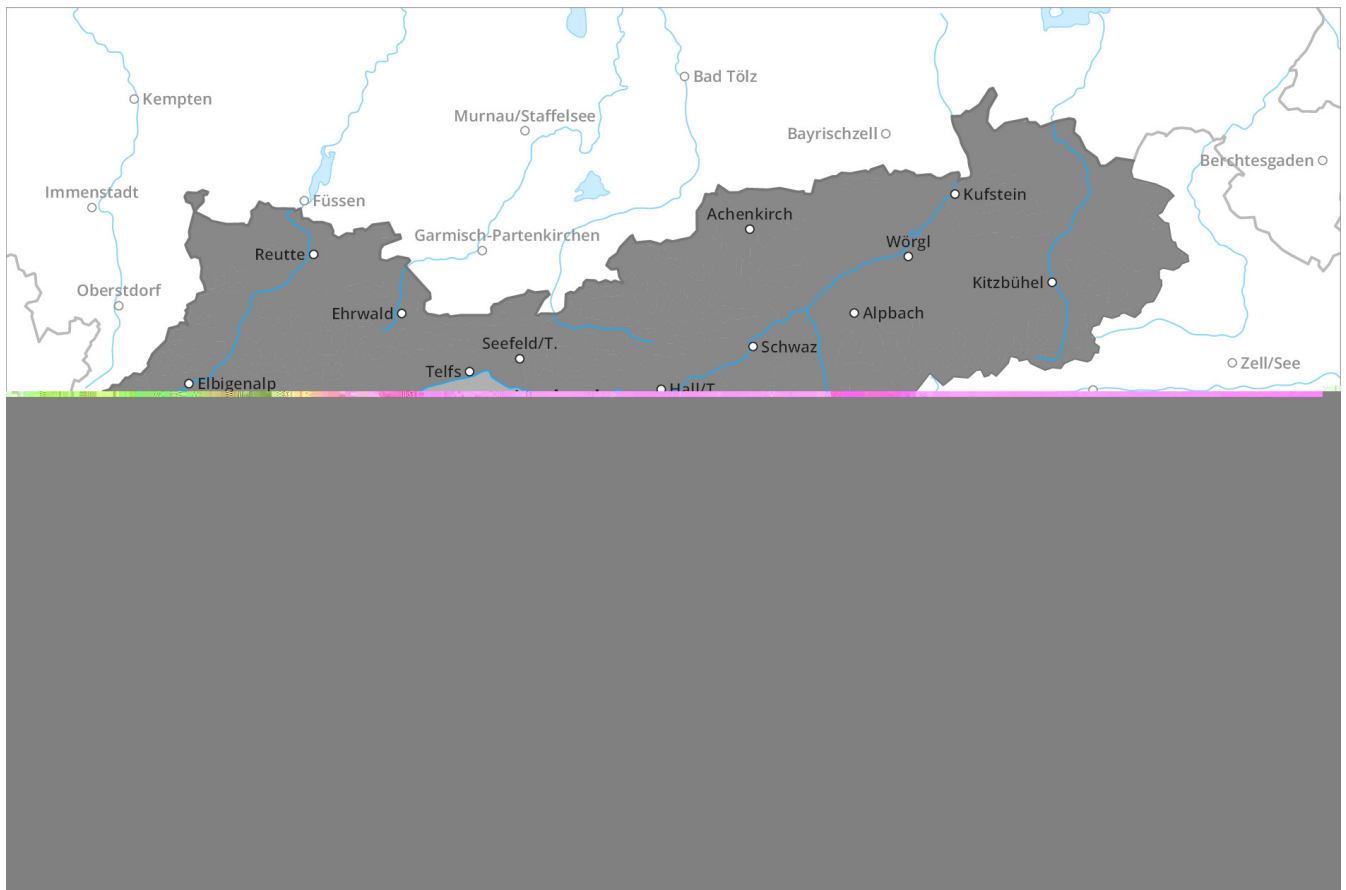 Bad Tölz
Kempten
Murnau/Staffelsee
Bayrischzell
Berchtesgaden
Immenstadt
Kufstein
Füssen
Achenkirch
Garmisch-Partenkirchen
Wörgl
Reutte
Kitzbühel
Oberstdorf
Ehrwald
Alpbach
Seefeld/T.
Schwaz
Zell/See
Telfs
Elbigenalp
Hall/T.